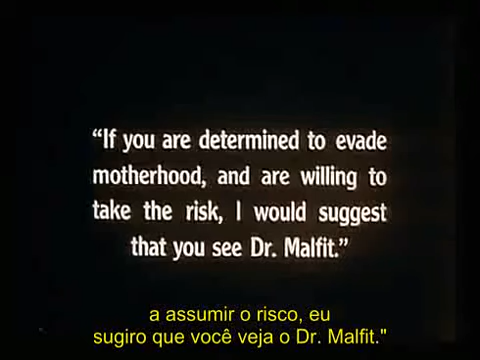 “If you are determined to evade
motherhood, and are willing to
take the risk, I would suggest
that you see Dr. Malfit.”
a assumir o risco, eu
sugiro que você veja o Dr. Malfit."